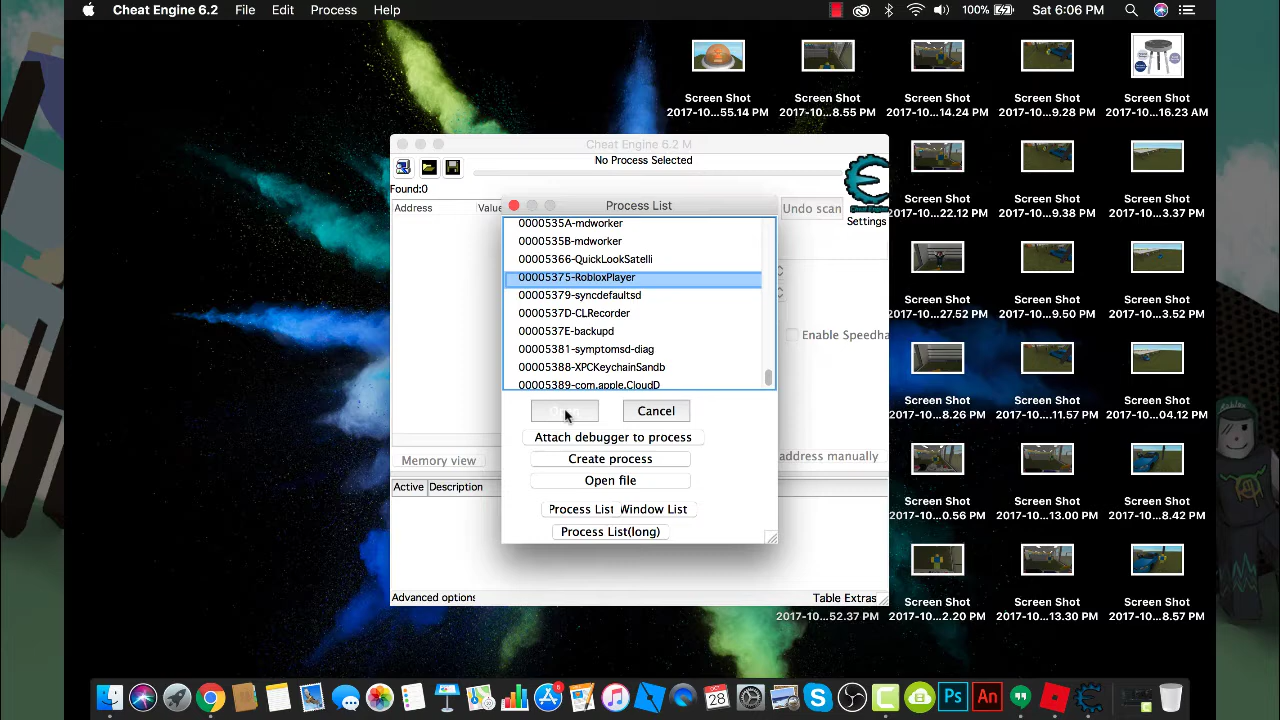 Cheat Engine File Edit Process Help 100% Sat 6:06 PM
Screen Shot
2017-10...55.14 PM
Screen Shot
2017-10...8.55 PM
Screen Shot
2017-10...14.24 PM
Screen Shot
2017-10...9.28 PM
Screen Shot
2017-10...16.23 AM
Screen Shot
2017-10...22.12 PM
Screen Shot
2017-10...9.38 PM
Screen Shot
2017-10...3.37 PM
Screen Shot
2017-10...27.52 PM
Screen Shot
2017-10...9.50 PM
Screen Shot
2017-10...3.52 PM
Screen Shot
2017-10...8.26 PM
Screen Shot
2017-10...11.57 PM
Screen Shot
2017-10...04.12 PM
Screen Shot
2017-10...0.56 PM
Screen Shot
2017-10...13.00 PM
Screen Shot
2017-10...8.42 PM
Screen Shot
2017-10...2.20 PM
Screen Shot
2017-10...13.30 PM
Screen Shot
2017-10...8.57 PM
2017-10...52.37 PM
Cheat Engine 6.2 M
No Process Selected
Found:0
Address Value
Undo scan
Cheat Engine
Settings
Enable Speedha
Memory view
address manually
Active Description
Advanced options
Table Extras
Process List
0000535A-mdworker
0000535B-mdworker
00005366-QuickLookSatelli
00005375-RobloxPlayer
00005379-syncdefaultsd
0000537D-CLRecorder
0000537E-backupd
00005381-symptomsd-diag
00005388-XPCKeychainSandb
00005389-com.apple.CloudD
Cancel
Attach debugger to process
Create process
Open file
Process List Window List
Process List(long)
28
Ps
An